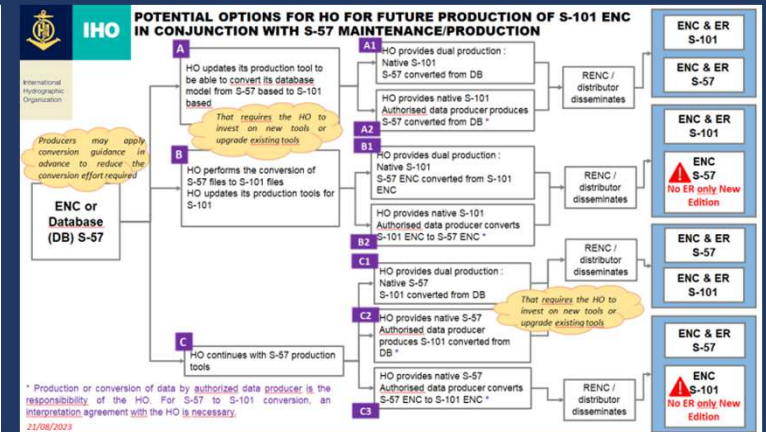 POTENTIAL OPTIONS FOR HO FOR FUTURE PRODUCTION OF S-101 ENC
IN CONJUNCTION WITH S-57 MAINTENANCE/PRODUCTION
IHO
International
Hydrographic
Organization
Producers may apply
conversion guidance in
advance to reduce the
conversion effort required
ENC or
Database
(DB) S-57
A
HO updates its production tool to
be able to convert its database
model from S-57 based to S-101
based
That requires the HO to
invest on new tools or
upgrade existing tools
B
HO performs the conversion of
S-57 files to S-101 files
HO updates its production tools for
S-101
C
HO continues with S-57 production
tools
A1
HO provides dual production :
Native S-101
S-57 converted from DB
HO provides native S-101
Authorised data producer produces
S-57 converted from DB *
A2
B1
HO provides dual production :
Native S-101
S-57 ENC converted from S-101
ENC
HO provides native S-101
Authorised data producer converts
S-101 ENC to S-57 ENC *
B2
C1
HO provides dual production :
Native S-57
S-101 converted from DB
C2
HO provides native S-57
Authorised data producer
produces S-101 converted from
DB *
HO provides native S-57
Authorised data producer converts
S-57 ENC to S-101 ENC *
C3
That requires the HO to
invest on new tools or
upgrade existing tools
RENC /
distributor
disseminates
RENC /
distributor
disseminates
RENC /
distributor
disseminates
RENC /
distributor
disseminates
ENC & ER
S-101
ENC & ER
S-57
ENC & ER
S-101
ENC
S-57
No ER only New
Edition
ENC & ER
S-57
ENC & ER
S-101
ENC & ER
S-57
ENC
S-101
No ER only New
Edition
* Production or conversion of data by authorized data producer is the
responsibility of the HO. For S-57 to S-101 conversion, an
interpretation agreement with the HO is necessary.
21/08/2023